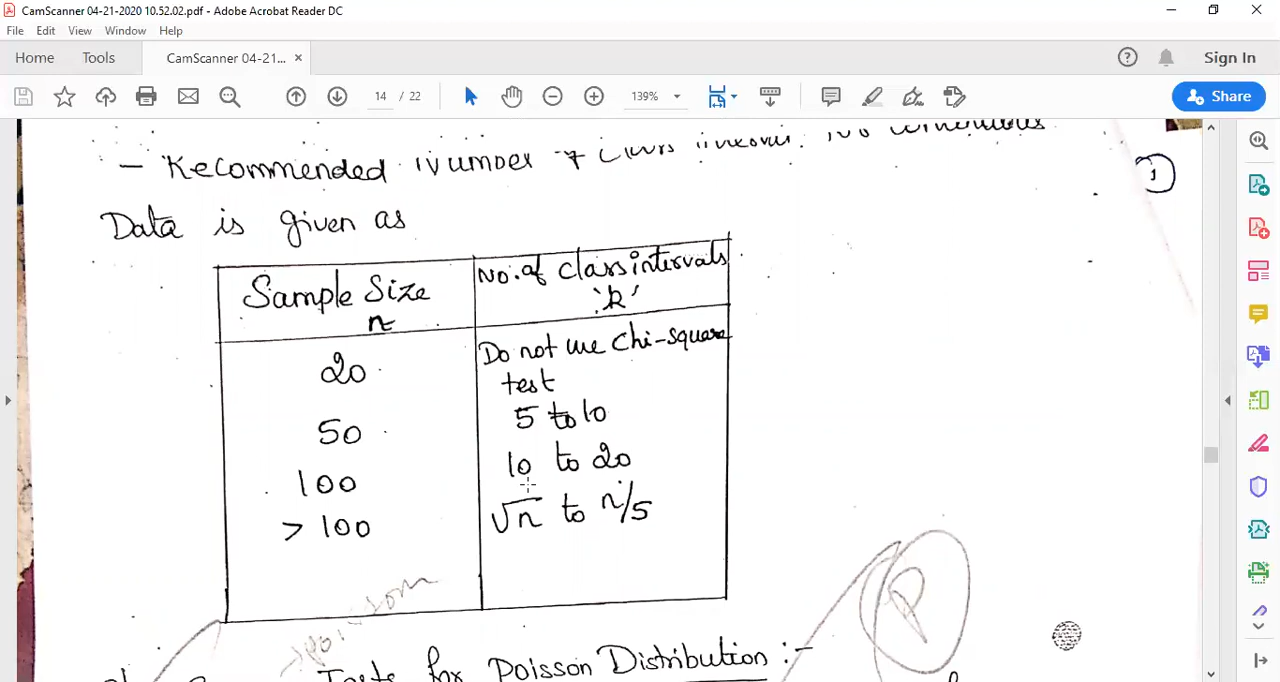 CamScanner 04-21-2020 10.52.02.pdf - Adobe Acrobat Reader DC
File Edit View Window Help
Home Tools CamScanner 04-21... × Sign In
14 / 22 139% Share
- Recommended Number of Class
Data is given as
Sample Size n
No. of class intervals 'k'
20 Do not use Chi-square test
50 5 to 10
100 10 to 20
> 100 √n to n/5
Tests for Poisson Distribution :-
P
1